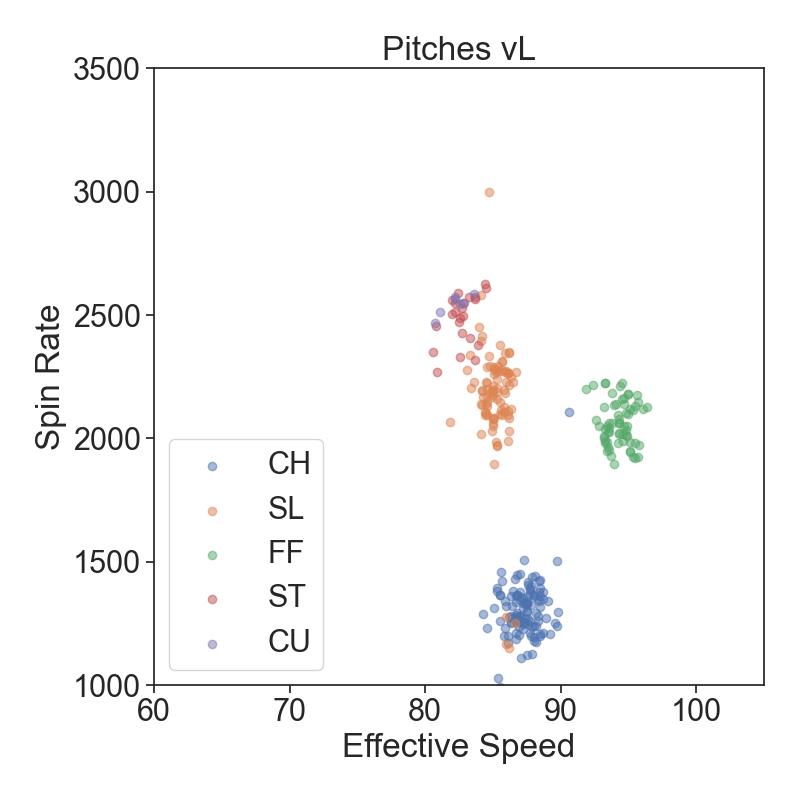 Pitches vL
3500
3000
2500
2000
1500
1000
Spin Rate
CH
SL
FF
ST
CU
60 70 80 90 100
Effective Speed